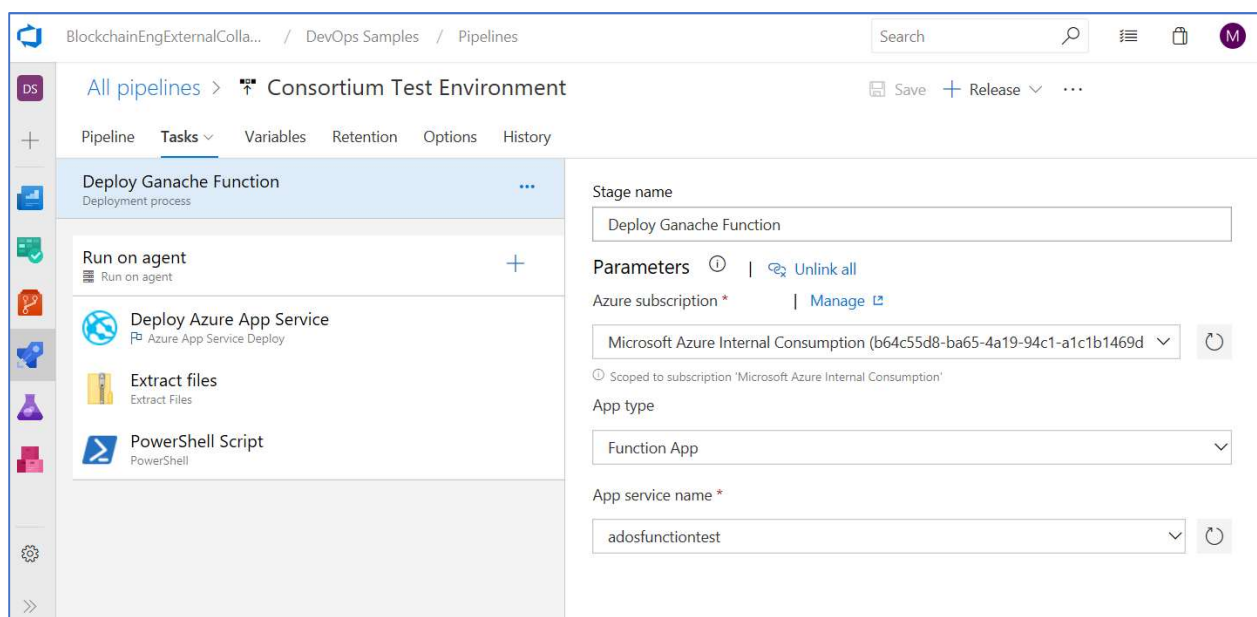 BlockchainEngExternalColla... / DevOps Samples / Pipelines
Search
M
DS
All pipelines > Consortium Test Environment
Save + Release ...
Pipeline Tasks Variables Retention Options History
Deploy Ganache Function
Deployment process
...
Run on agent
Run on agent
Deploy Azure App Service
Azure App Service Deploy
Extract files
Extract Files
PowerShell Script
PowerShell
Stage name
Deploy Ganache Function
Parameters | Unlink all
Azure subscription * | Manage
Microsoft Azure Internal Consumption (b64c55d8-ba65-4a19-94c1-a1c1b1469d
Scoped to subscription 'Microsoft Azure Internal Consumption'
App type
Function App
App service name *
adosfunctiontest